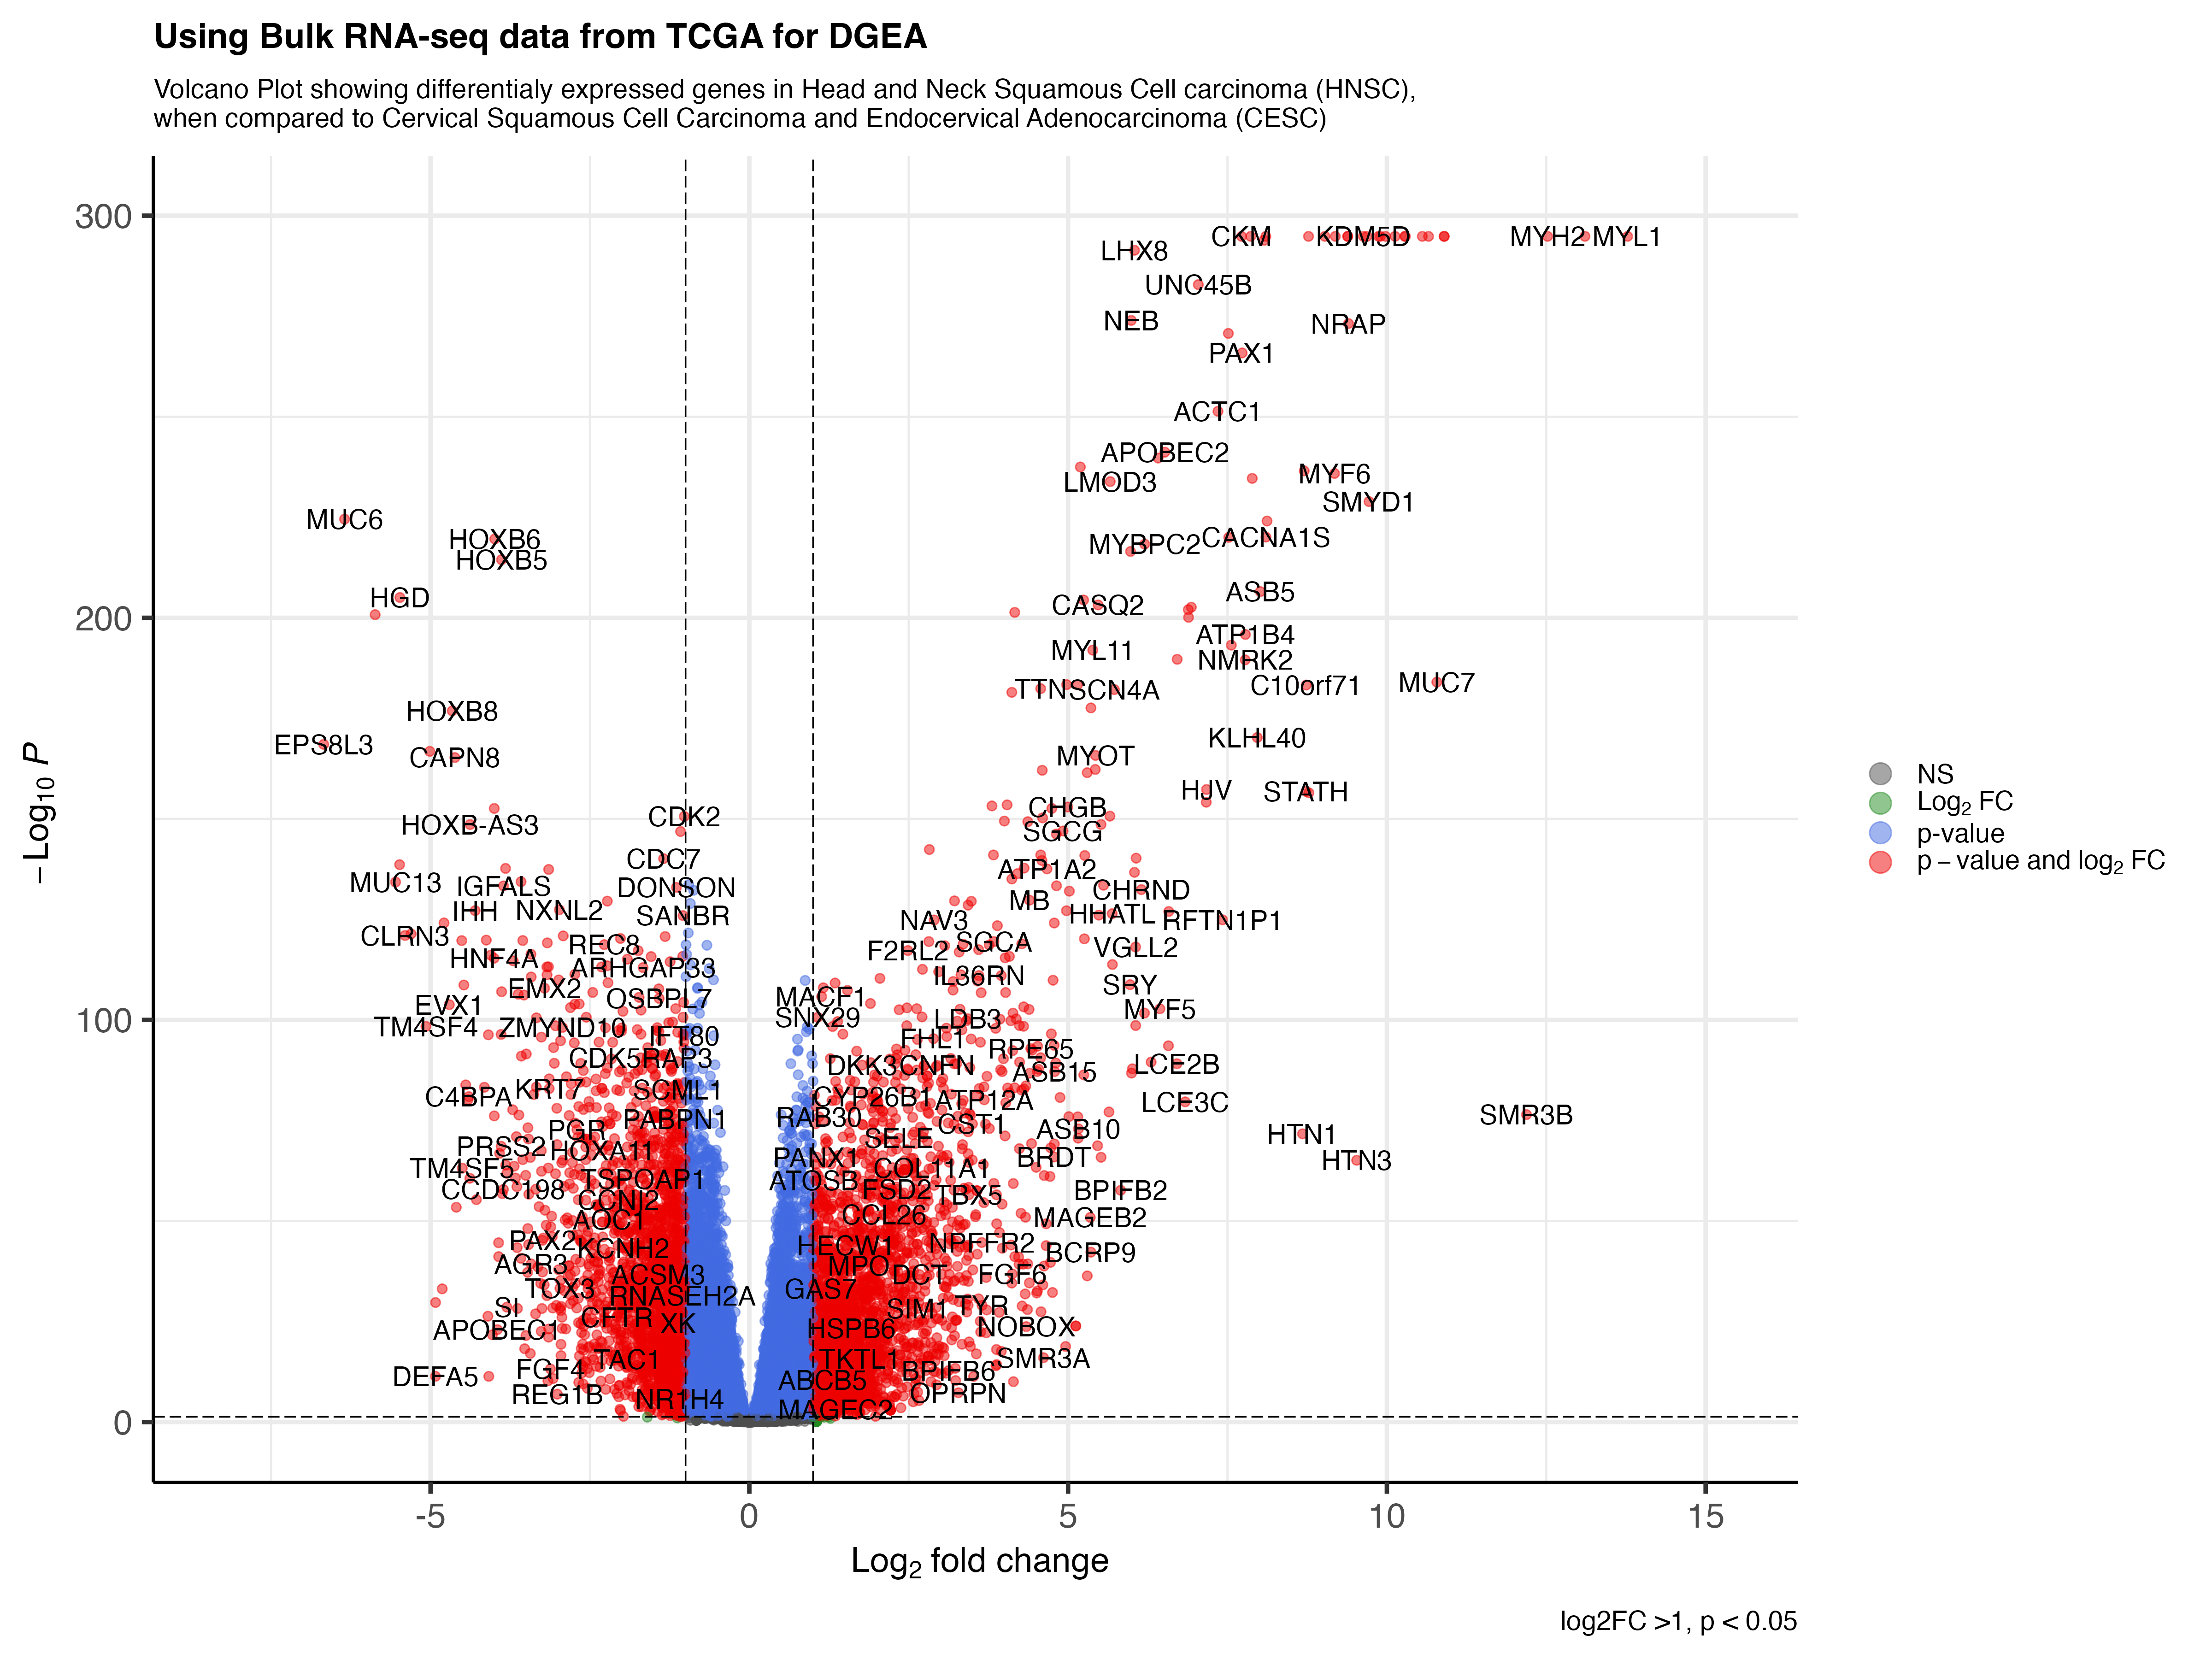 Using Bulk RNA-seq data from TCGA for DGEA
Volcano Plot showing differentialy expressed genes in Head and Neck Squamous Cell carcinoma (HNSC),
when compared to Cervical Squamous Cell Carcinoma and Endocervical Adenocarcinoma (CESC)
300
CKM KDM5D MYH2 MYL1
LHX8
UNC45B
NEB NRAP
PAX1
ACTC1
APOBEC2
MYF6
LMOD3
SMYD1
MUC6
HOXB6 MYBPC2 CACNA1S
HOXB5
ASB5
HGD CASQ2
200
ATP1B4
MYL11
NMRK2
TTN SCN4A C10orf71 MUC7
HOXB8
EPS8L3 KLHL40
CAPN8 MYOT
HJV STATH
CHGB
CDK2
HOXB-AS3 SGCG
CDC7
ATP1A2
MUC13 IGFALS DONSON CHRND
MB
IHH NXNL2 SANBR NAV3 HHATL RFTN1P1
CLRN3 REC8 F2RL2 SGCA VGLL2
HNF4A ARHGAP33 IL36RN
SRY
EMX2 OSBPL7 MACF1
EVX1 MYF5
TM4SF4 ZMYND10 SNX29 LDB3
100
IFT80 FHL1 RPE65
CDK5RAP3 DKK3 CNFN ASB15 LCE2B
C4BPA KRT7 SCML1 CYP26B1 ATP12A LCE3C
PABPN1 RAB30 CST1 SMR3B
PGR SELE ASB10 HTN1
PRSS2 HOXA11 PANX1 BRDT HTN3
TM4SF5 TSPOAP1 ATOSB COL11A1
CCDC198 CCNJ2 FSD2 TBX5 BPIFB2
AOC1 CCL26 MAGEB2
PAX2 KCNH2 HECW1 NPFFR2 BCRP9
AGR3 ACSM3 MPO DCT FGF6
TOX3 RNASEH2A GAS7
SI CFTR XK SIM1 TYR
APOBEC1 HSPB6 NOBOX
TAC1 TKTL1 SMR3A
DEFA5 FGF4 ABCB5 BPIFB6
REG1B NR1H4 OPRPN
MAGEC2
0
-5 0 5 10 15
Log2 fold change
−Log10 P
NS
Log2 FC
p-value
p − value and log2 FC
log2FC >1, p < 0.05